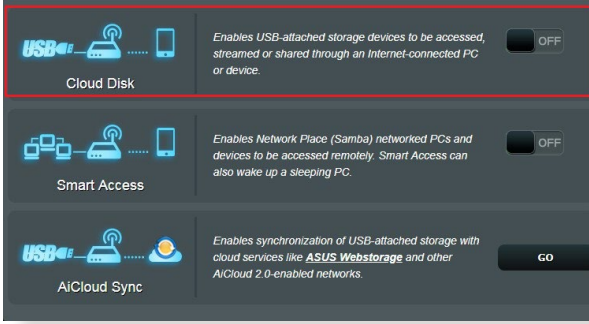 USB
Cloud Disk
Enables USB-attached storage devices to be accessed,
streamed or shared through an Internet-connected PC
or device.
OFF
Smart Access
Enables Network Place (Samba) networked PCs and
devices to be accessed remotely. Smart Access can
also wake up a sleeping PC.
OFF
USB
AiCloud Sync
Enables synchronization of USB-attached storage with
cloud services like ASUS Webstorage and other
AiCloud 2.0-enabled networks.
GO